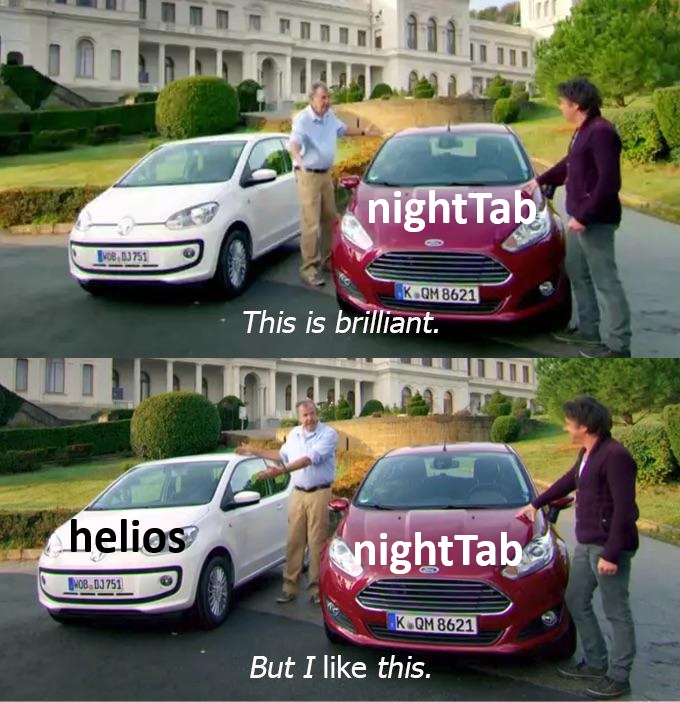 nightTab
WOB DJ 751
K QM 8621
This is brilliant.
helios
nightTab
WOB DJ 751
K QM 8621
But I like this.